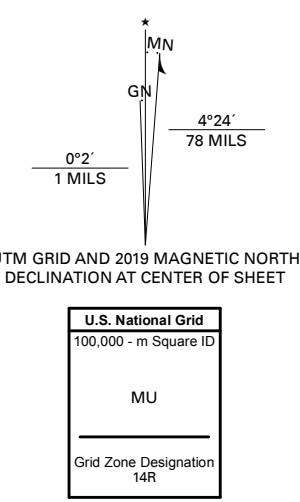 ★
MN
GN
4°24´
78 MILS
0°2´
1 MILS
UTM GRID AND 2019 MAGNETIC NORTH
DECLINATION AT CENTER OF SHEET
U.S. National Grid
100,000 - m Square ID
MU
Grid Zone Designation
14R